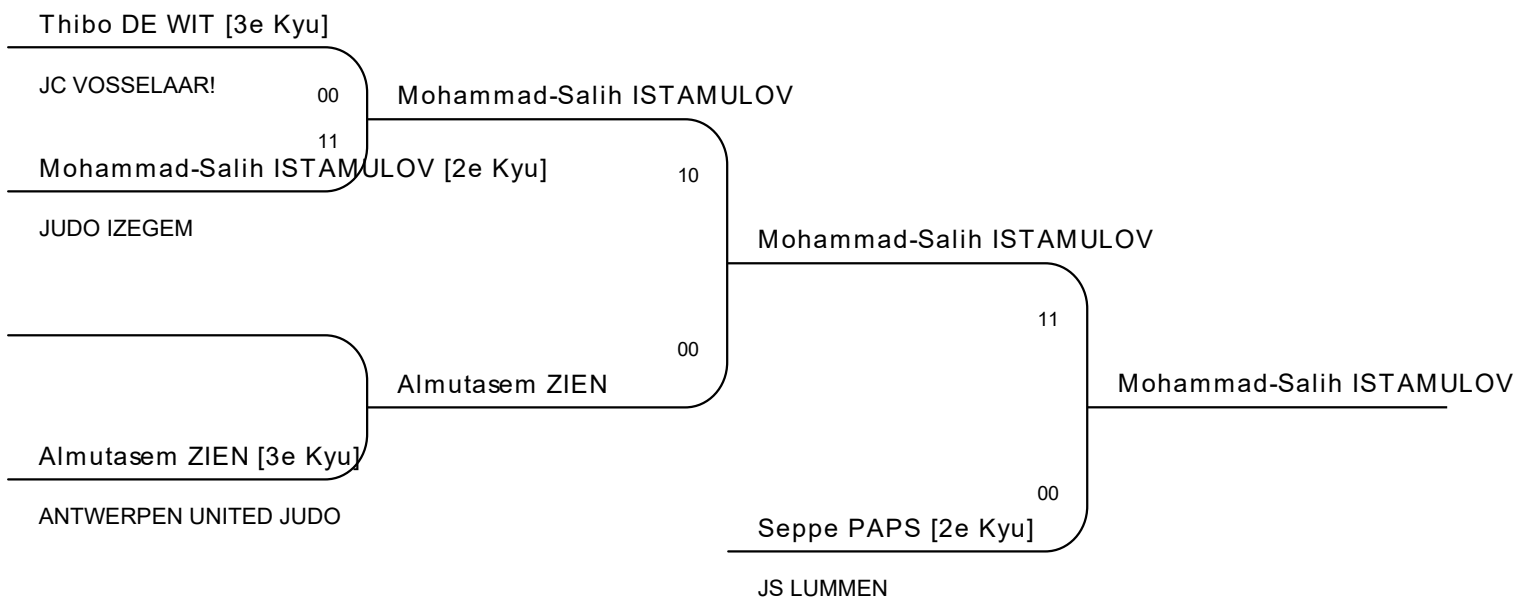 Thibo DE WIT [3e Kyu]
JC VOSSELAAR!
00
Mohammad-Salih ISTAMULOV
11
Mohammad-Salih ISTAMULOV [2e Kyu]
10
JUDO IZEGEM
Mohammad-Salih ISTAMULOV
11
00
Almutasem ZIEN
Mohammad-Salih ISTAMULOV
Almutasem ZIEN [3e Kyu]
ANTWERPEN UNITED JUDO
00
Seppe PAPS [2e Kyu]
JS LUMMEN